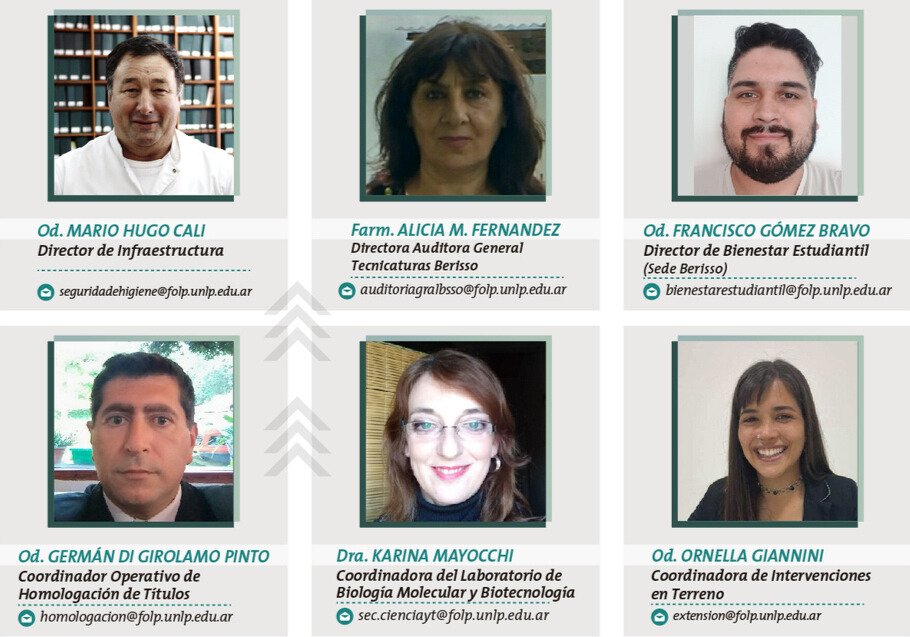 Od. MARIO HUGO CALI
Director de Infraestructura
seguridadehigiene@folp.unlp.edu.ar
Farm. ALICIA M. FERNANDEZ
Directora Auditora General
Tecnicaturas Berisso
auditoriagralbsso@folp.unlp.edu.ar
Od. FRANCISCO GÓMEZ BRAVO
Director de Bienestar Estudiantil
(Sede Berisso)
bienestarestudiantil@folp.unlp.edu.ar
Od. GERMÁN DI GIROLAMO PINTO
Coordinador Operativo de
Homologación de Títulos
homologacion@folp.unlp.edu.ar
Dra. KARINA MAYOCCHI
Coordinadora del Laboratorio de
Biología Molecular y Biotecnología
sec.cienciayt@folp.unlp.edu.ar
Od. ORNELLA GIANNINI
Coordinadora de Intervenciones
en Terreno
extension@folp.unlp.edu.ar